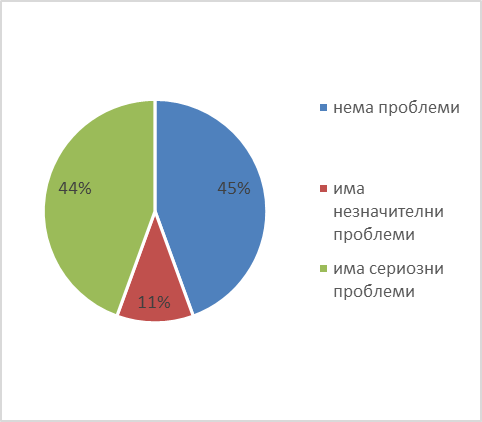 нема проблеми
44%
45%
има
незначителни
проблеми
има сериозни
проблеми
11%